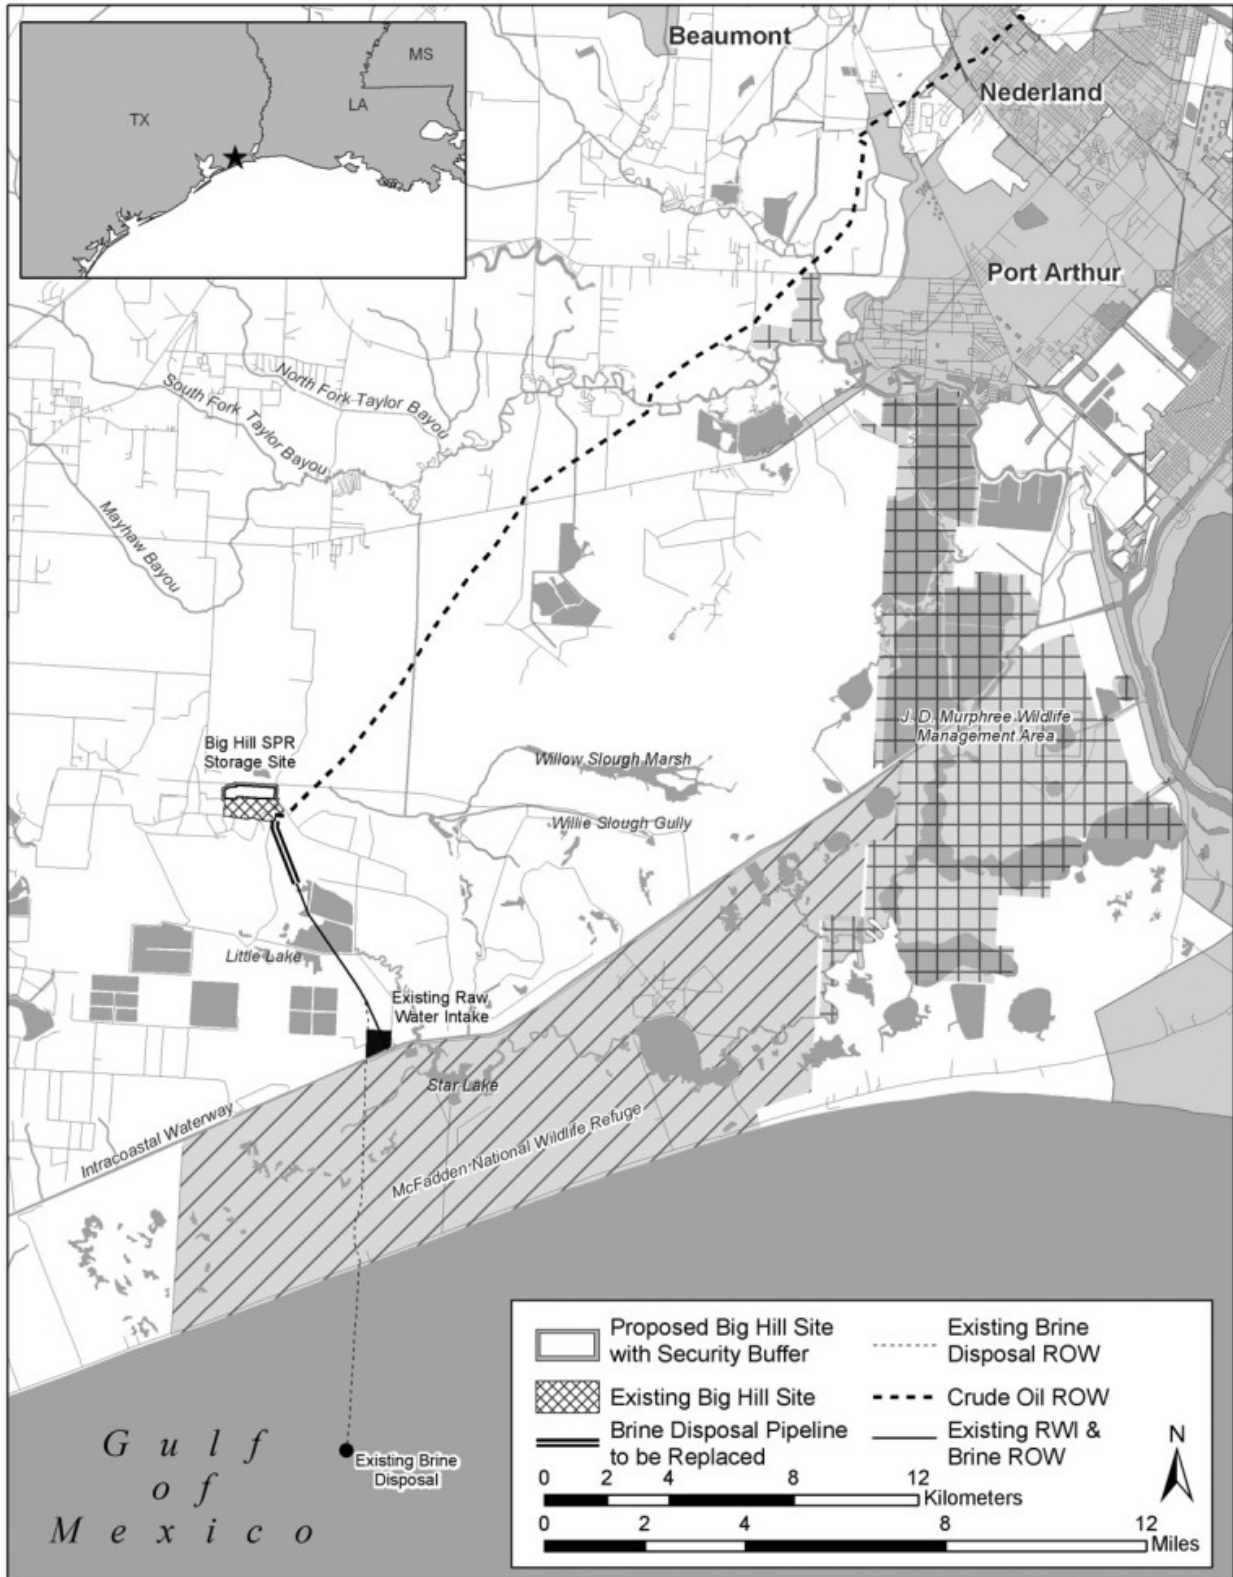 Beaumont
MS
LA
TX
Nederland
Port Arthur
North Fork Taylor Bayou
South Fork Taylor Bayou
Mayhaw Bayou
J. D. Murphree Wildlife
Management Area
Big Hill SPR
Storage Site
Willow Slough Marsh
Willie Slough Gully
Little Lake
Existing Raw
Water Intake
Star Lake
Intracoastal Waterway
McFadden National Wildlife Refuge
Gulf
of
Mexico
Existing Brine
Disposal
Proposed Big Hill Site
with Security Buffer
Existing Big Hill Site
Brine Disposal Pipeline
to be Replaced
Existing Brine
Disposal ROW
Crude Oil ROW
Existing RWI &
Brine ROW
N
0 2 4 8 12
Kilometers
0 2 4 8 12
Miles